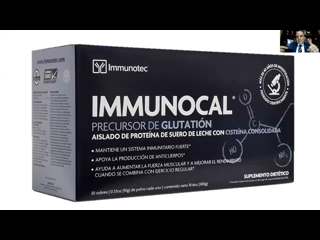 Immunotec
IMMUNOCAL®
PRECURSOR DE GLUTATIÓN
AISLADO DE PROTEÍNA DE SUERO DE LECHE CON CISTEÍNA CONSOLIDADA
• MANTIENE UN SISTEMA INMUNITARIO FUERTE*
• APOYA LA PRODUCCIÓN DE ANTICUERPOS*
• AYUDA A AUMENTAR LA FUERZA MUSCULAR Y A MEJORAR EL RENDIMIENTO
CUANDO SE COMBINA CON EJERCICIO REGULAR*
SUPLEMENTO DIETÉTICO